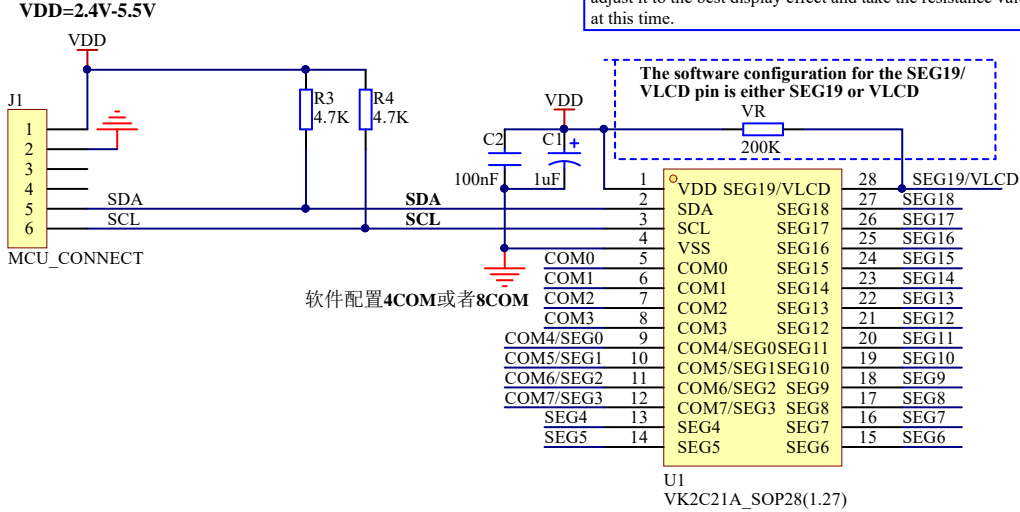 adjust it to the best display effect and take the resistance
at this time.
VDD=2.4V-5.5V
VDD
J1
1
2
3
4
5
6
MCU_CONNECT
SDA
SCL
R3
4.7K
R4
4.7K
SDA
SCL
The software configuration for the SEG19/
VLCD pin is either SEG19 or VLCD
VDD
VR
200K
C2
100nF
C1
+
1uF
软件配置4COM或者8COM
COM0
COM1
COM2
COM3
COM4/SEG0
COM5/SEG1
COM6/SEG2
COM7/SEG3
SEG4
SEG5
1
2
3
4
5
6
7
8
9
10
11
12
13
14
VDD SEG19/VLCD
SDA SEG18
SCL SEG17
VSS SEG16
COM0 SEG15
COM1 SEG14
COM2 SEG13
COM3 SEG12
COM4/SEG0 SEG11
COM5/SEG1 SEG10
COM6/SEG2 SEG9
COM7/SEG3 SEG8
SEG4 SEG7
SEG5 SEG6
28 SEG19/VLCD
27 SEG18
26 SEG17
25 SEG16
24 SEG15
23 SEG14
22 SEG13
21 SEG12
20 SEG11
19 SEG10
18 SEG9
17 SEG8
16 SEG7
15 SEG6
U1
VK2C21A_SOP28(1.27)